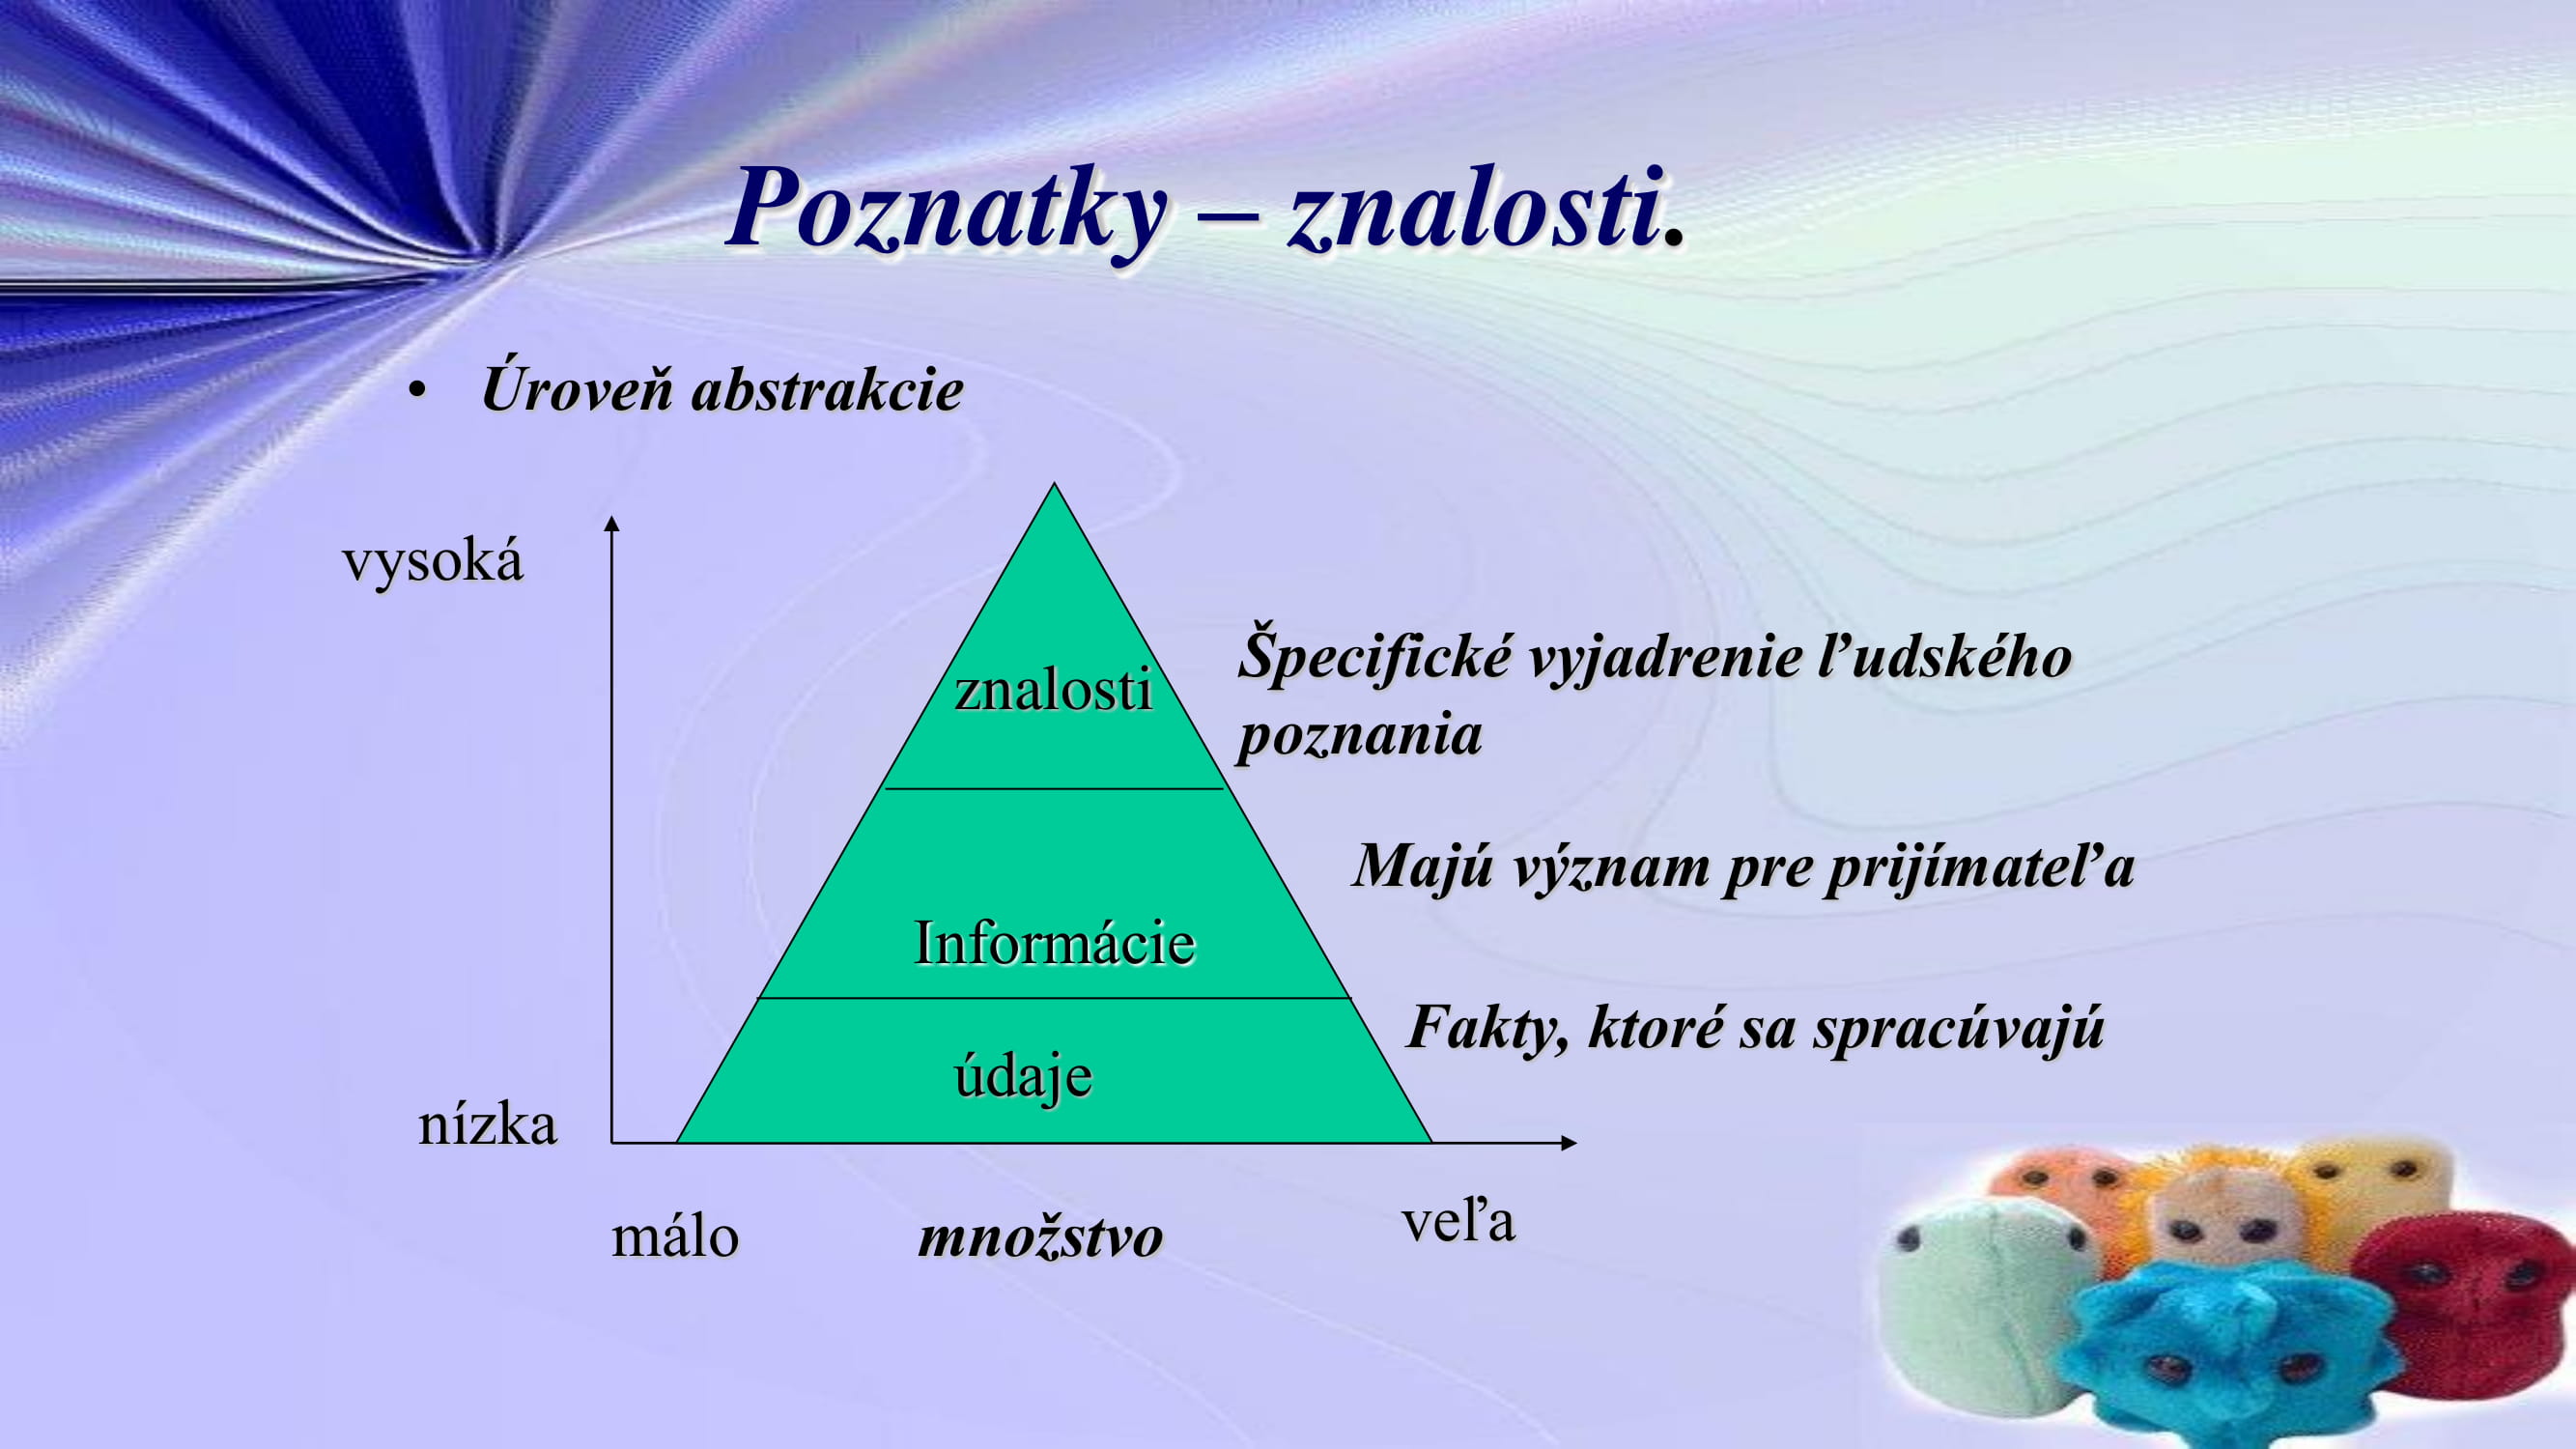 Poznatky – znalosti.
• Úroveň abstrakcie
vysoká
znalosti
Špecifické vyjadrenie ľudského
poznania
Majú význam pre prijímateľa
Informácie
Fakty, ktoré sa spracúvajú
údaje
nízka
málo
množstvo
veľa